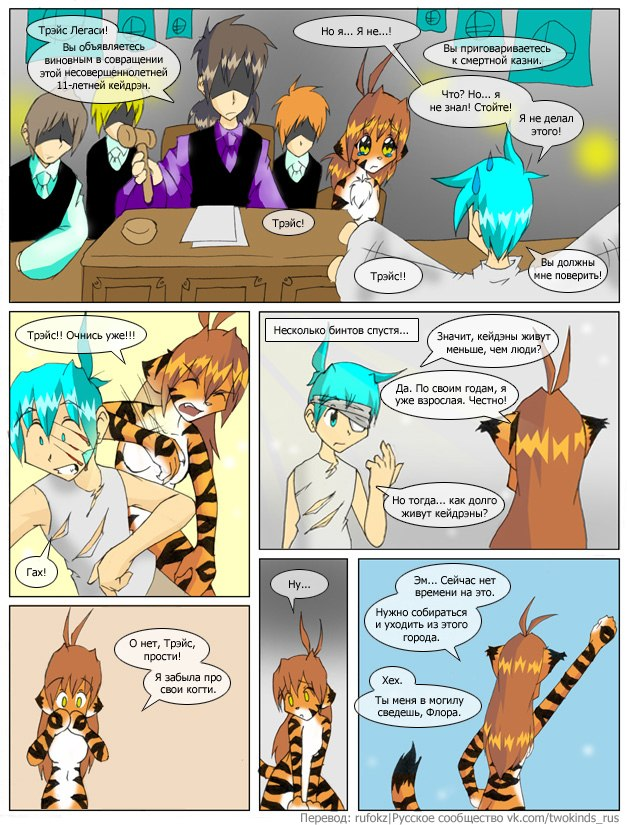 Трэйс Легаси!
Вы объявляетесь
виновным в совращении
этой несовершеннолетней
11-летней кейдрэн.
Но я... Я не...!
Вы приговариваетесь
к смертной казни.
Что? Но... я
не знал! Стойте!
Я не делал
этого!
Трэйс!
Трэйс!!
Вы должны
мне поверить!
Трэйс!! Очнись уже!!!
Гах!
Несколько бинтов спустя...
Значит, кейдэны живут
меньше, чем люди?
Да. По своим годам, я
уже взрослая. Честно!
Но тогда... как долго
живут кейдрэны?
О нет, Трэйс,
прости!
Я забыла про
свои когти.
Ну...
Эм... Сейчас нет
времени на это.
Нужно собираться
и уходить из этого
города.
Хех.
Ты меня в могилу
сведешь, Флора.
Перевод: rufokz|Русское сообщество vk.com/twokinds_rus